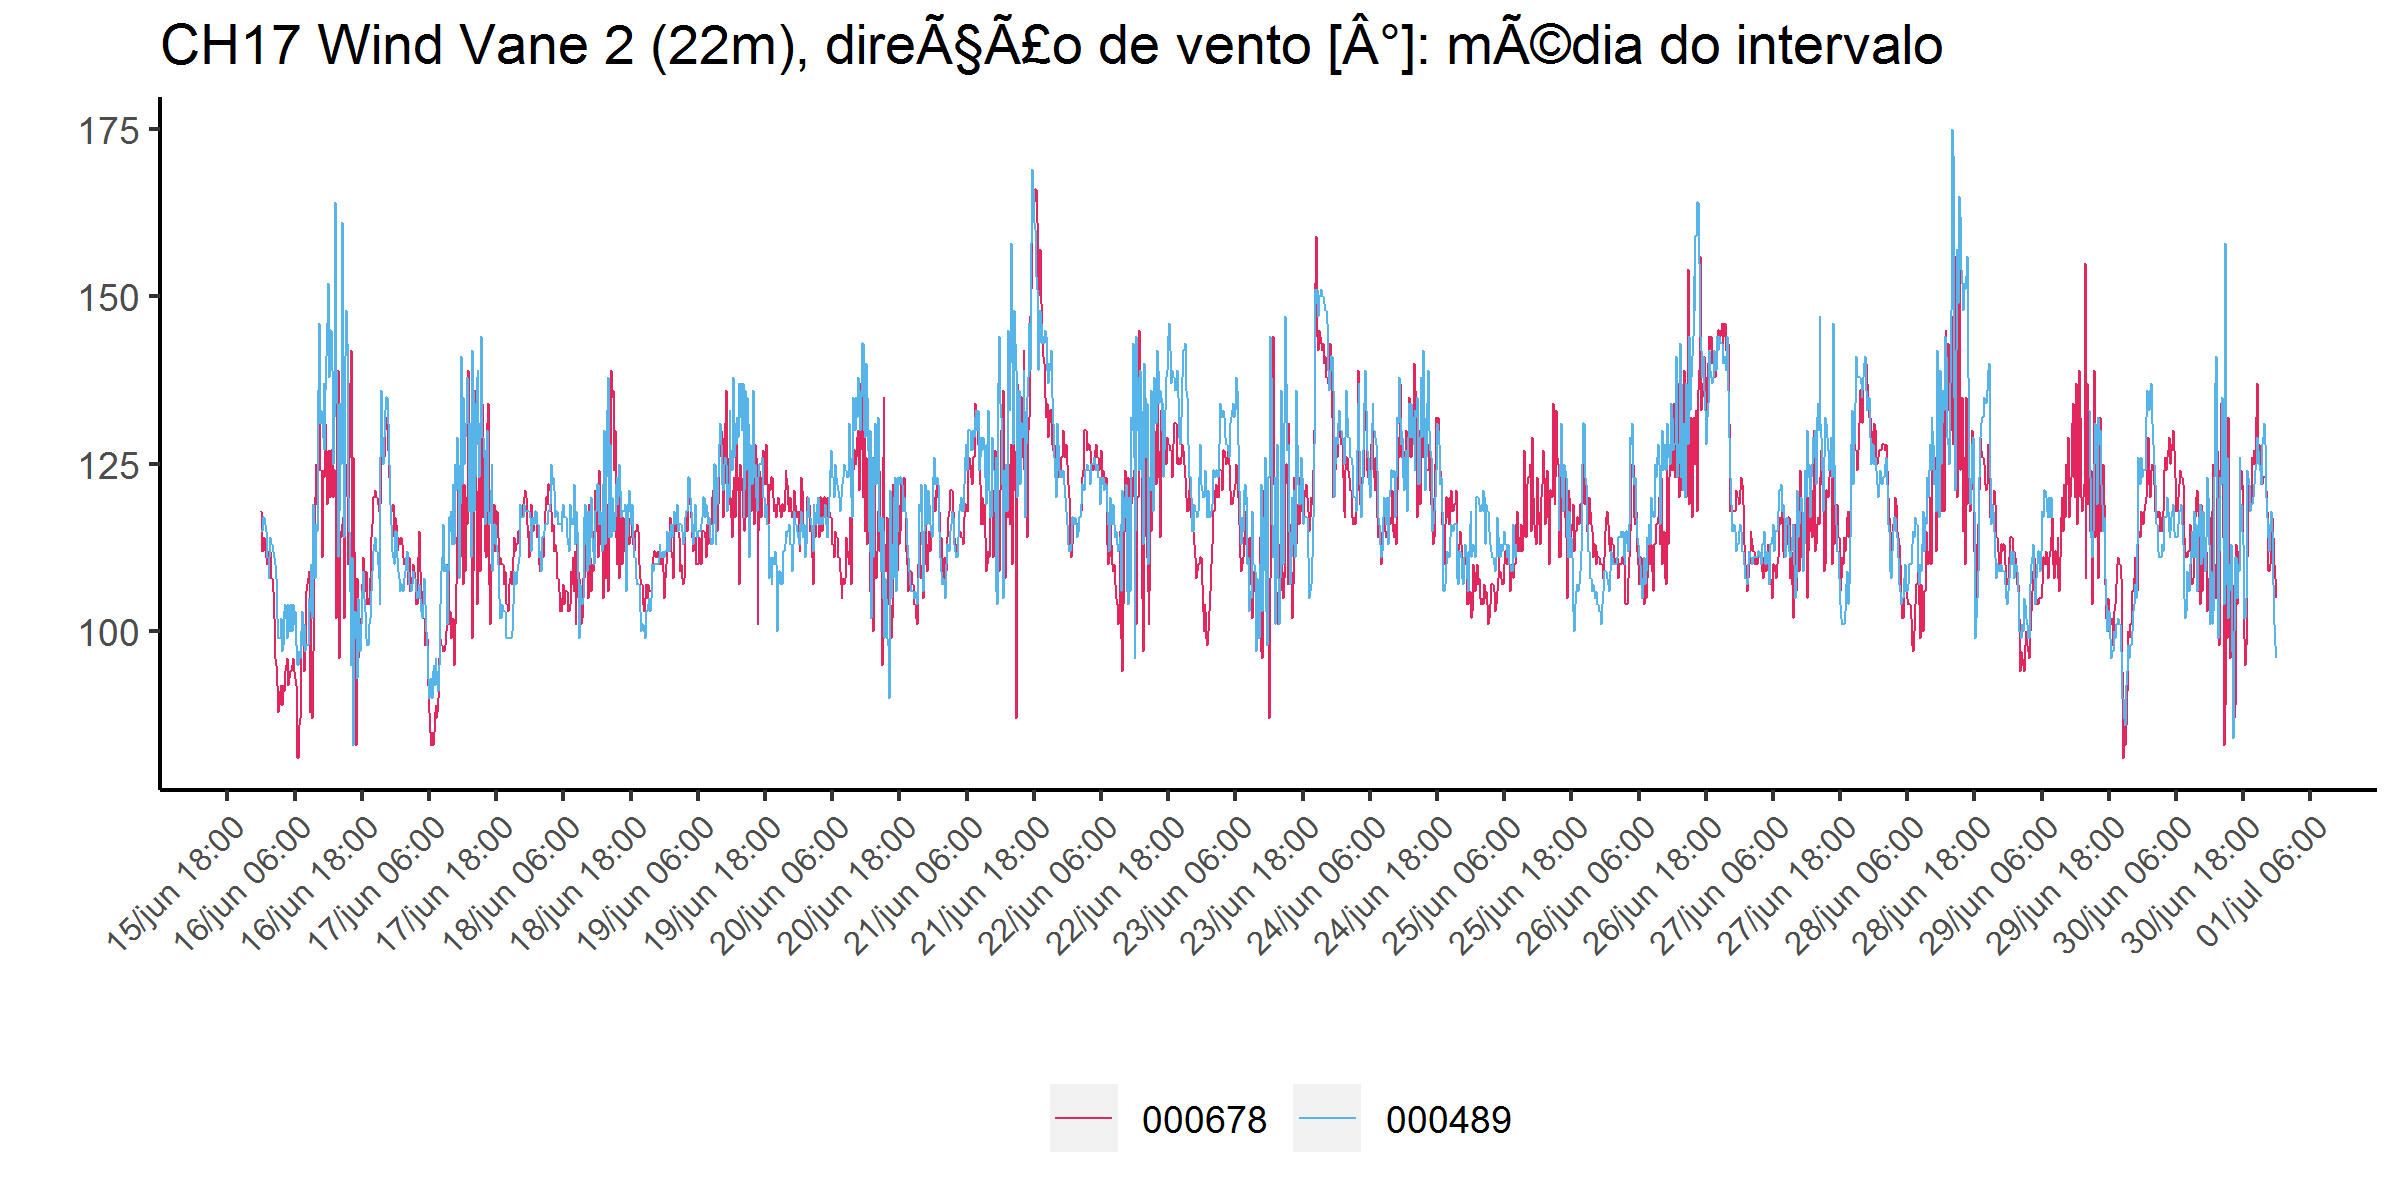 CH17 Wind Vane 2 (22m), direÃ§Ã£o de vento [Â°]: mÃ©dia do intervalo
175
150
125
100
15/jun 18:00
16/jun 06:00
16/jun 18:00
17/jun 06:00
17/jun 18:00
18/jun 06:00
18/jun 18:00
19/jun 06:00
19/jun 18:00
20/jun 06:00
20/jun 18:00
21/jun 06:00
21/jun 18:00
22/jun 06:00
22/jun 18:00
23/jun 06:00
23/jun 18:00
24/jun 06:00
24/jun 18:00
25/jun 06:00
25/jun 18:00
26/jun 06:00
26/jun 18:00
27/jun 06:00
27/jun 18:00
28/jun 06:00
28/jun 18:00
29/jun 06:00
29/jun 18:00
30/jun 06:00
30/jun 18:00
01/jul 06:00
000678
000489